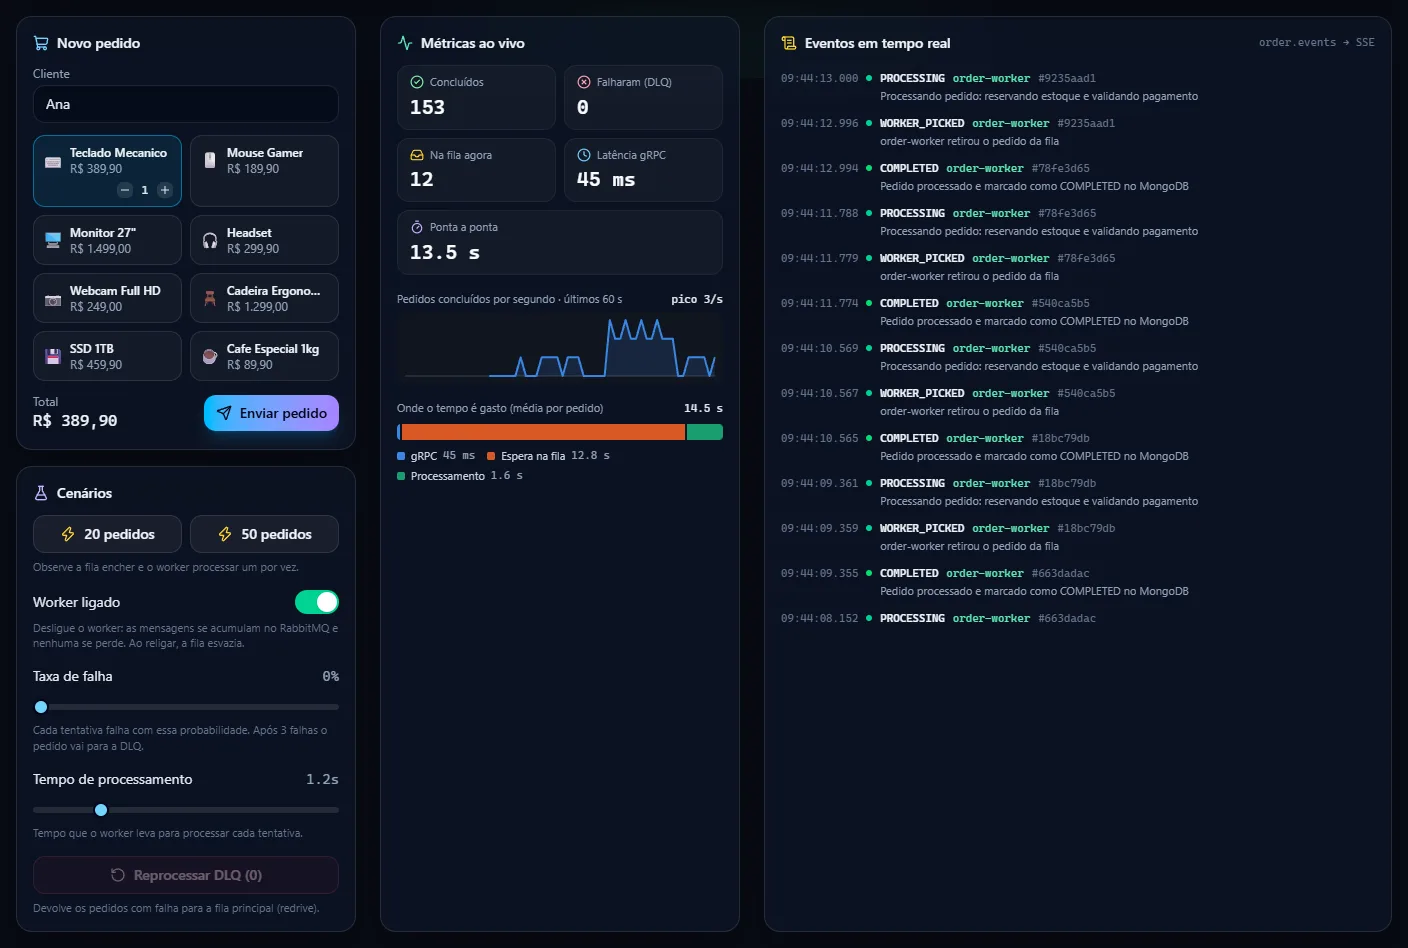 Novo pedido
Cliente
Ana
Teclado Mecanico
R$ 389,90
1
Mouse Gamer
R$ 189,90
Monitor 27"
R$ 1.499,00
Headset
R$ 299,90
Webcam Full HD
R$ 249,00
Cadeira Ergono...
R$ 1.299,00
SSD 1TB
R$ 459,90
Cafe Especial 1kg
R$ 89,90
Total
R$ 389,90
Enviar pedido
Cenários
20 pedidos
50 pedidos
Observe a fila encher e o worker processar um por vez.
Worker ligado
Desligue o worker: as mensagens se acumulam no RabbitMQ e
nenhuma se perde. Ao religar, a fila esvazia.
Taxa de falha 0%
Cada tentativa falha com essa probabilidade. Após 3 falhas o
pedido vai para a DLQ.
Tempo de processamento 1.2s
Tempo que o worker leva para processar cada tentativa.
Reprocessar DLQ (0)
Devolve os pedidos com falha para a fila principal (redrive).
Métricas ao vivo
Concluídos
153
Falharam (DLQ)
0
Na fila agora
12
Latência gRPC
45 ms
Ponta a ponta
13.5 s
Pedidos concluídos por segundo · últimos 60 s pico 3/s
Onde o tempo é gasto (média por pedido) 14.5 s
gRPC 45 ms Espera na fila 12.8 s
Processamento 1.6 s
Eventos em tempo real order.events → SSE
09:44:13.000 PROCESSING order-worker #9235aad1
Processando pedido: reservando estoque e validando pagamento
09:44:12.996 WORKER_PICKED order-worker #9235aad1
order-worker retirou o pedido da fila
09:44:12.994 COMPLETED order-worker #78fe3d65
Pedido processado e marcado como COMPLETED no MongoDB
09:44:11.788 PROCESSING order-worker #78fe3d65
Processando pedido: reservando estoque e validando pagamento
09:44:11.779 WORKER_PICKED order-worker #78fe3d65
order-worker retirou o pedido da fila
09:44:11.774 COMPLETED order-worker #540ca5b5
Pedido processado e marcado como COMPLETED no MongoDB
09:44:10.569 PROCESSING order-worker #540ca5b5
Processando pedido: reservando estoque e validando pagamento
09:44:10.567 WORKER_PICKED order-worker #540ca5b5
order-worker retirou o pedido da fila
09:44:10.565 COMPLETED order-worker #18bc79db
Pedido processado e marcado como COMPLETED no MongoDB
09:44:09.361 PROCESSING order-worker #18bc79db
Processando pedido: reservando estoque e validando pagamento
09:44:09.359 WORKER_PICKED order-worker #18bc79db
order-worker retirou o pedido da fila
09:44:09.355 COMPLETED order-worker #663dadac
Pedido processado e marcado como COMPLETED no MongoDB
09:44:08.152 PROCESSING order-worker #663dadac